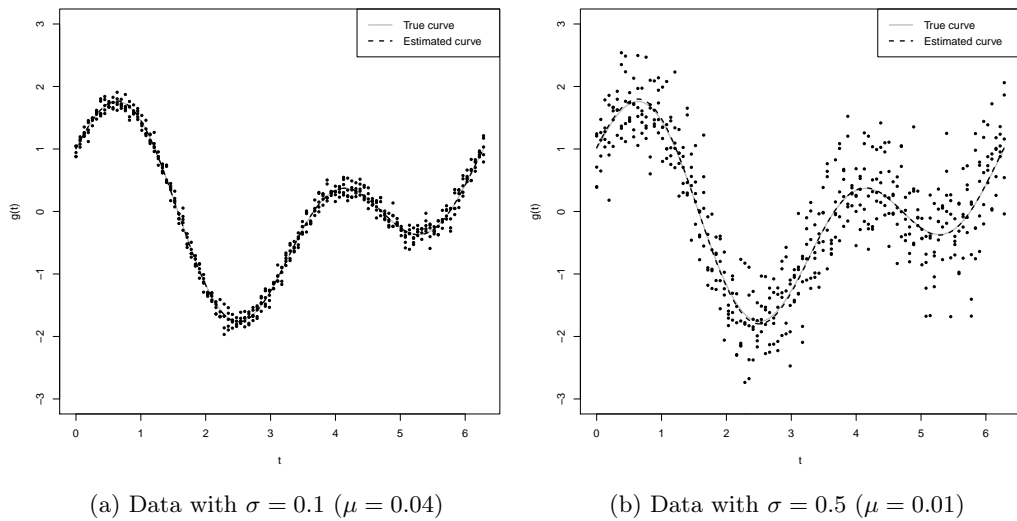 True curve
Estimated curve
3
2
1
0
−1
−2
−3
g(t)
0 1 2 3 4 5 6
t
(a) Data with σ = 0.1 (μ = 0.04)
True curve
Estimated curve
3
2
1
0
−1
−2
−3
g(t)
0 1 2 3 4 5 6
t
(b) Data with σ = 0.5 (μ = 0.01)